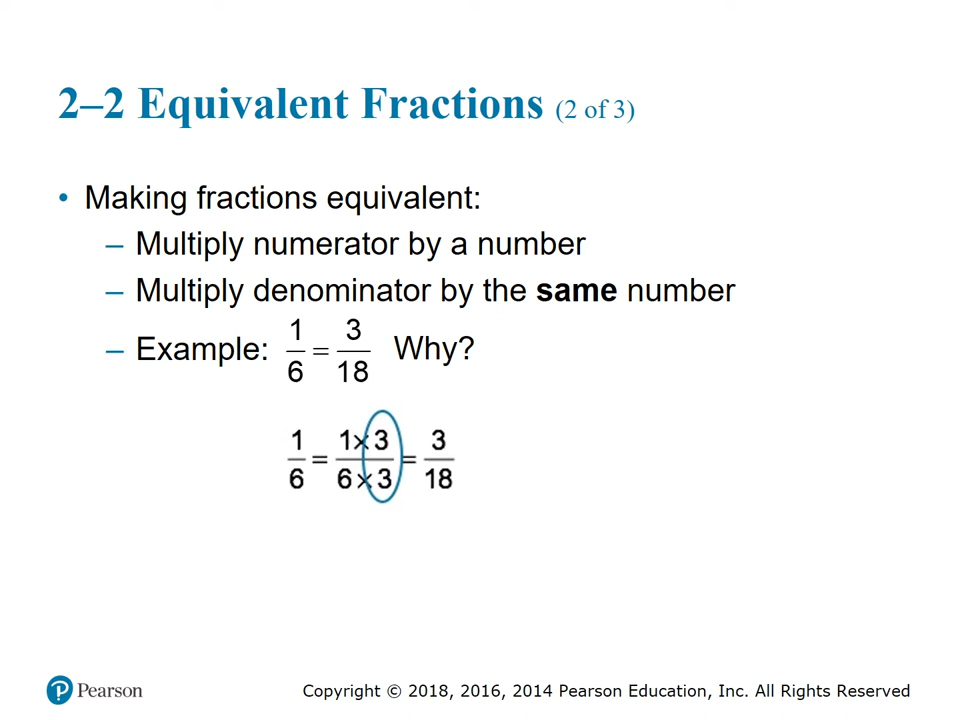 2–2 Equivalent Fractions (2 of 3)
• Making fractions equivalent:
– Multiply numerator by a number
– Multiply denominator by the same number
– Example: 1/6 = 3/18 Why?
1/6 = 1×3/6×3 = 3/18
Pearson
Copyright © 2018, 2016, 2014 Pearson Education, Inc. All Rights Reserved